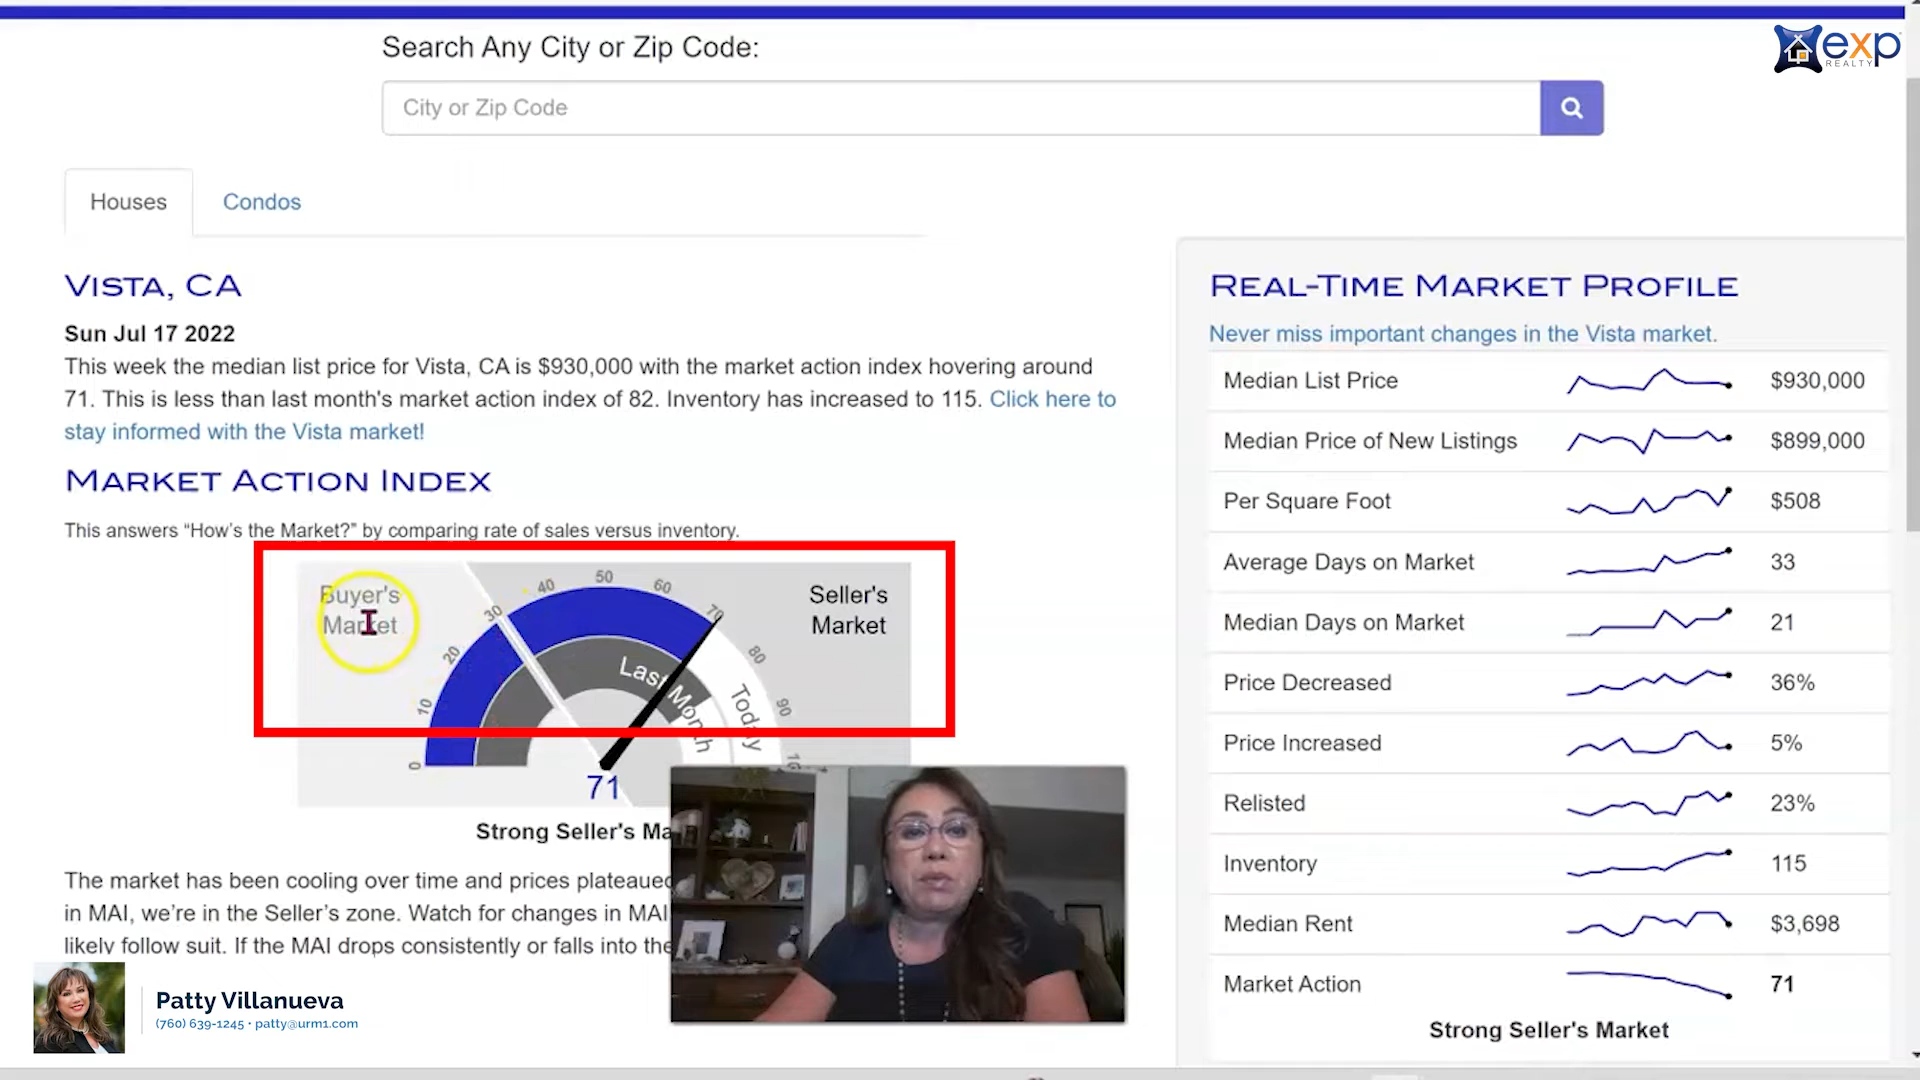 exp
REALTY
Search Any City or Zip Code:
City or Zip Code
Houses
Condos
VISTA, CA
Sun Jul 17 2022
This week the median list price for Vista, CA is $930,000 with the market action index hovering around
71. This is less than last month's market action index of 82. Inventory has increased to 115. Click here to
stay informed with the Vista market!
MARKET ACTION INDEX
This answers “How’s the Market?” by comparing rate of sales versus inventory.
Buyer's
Market
Seller's
Market
0
10
20
30
40
50
60
70
80
90
Last Month
Today
71
Strong Seller's Ma
The market has been cooling over time and prices plateaued
in MAI, we’re in the Seller’s zone. Watch for changes in MAI
likely follow suit. If the MAI drops consistently or falls into the
Patty Villanueva
(760) 639-1245 • patty@urm1.com
REAL-TIME MARKET PROFILE
Never miss important changes in the Vista market.
Median List Price $930,000
Median Price of New Listings $899,000
Per Square Foot $508
Average Days on Market 33
Median Days on Market 21
Price Decreased 36%
Price Increased 5%
Relisted 23%
Inventory 115
Median Rent $3,698
Market Action 71
Strong Seller's Market